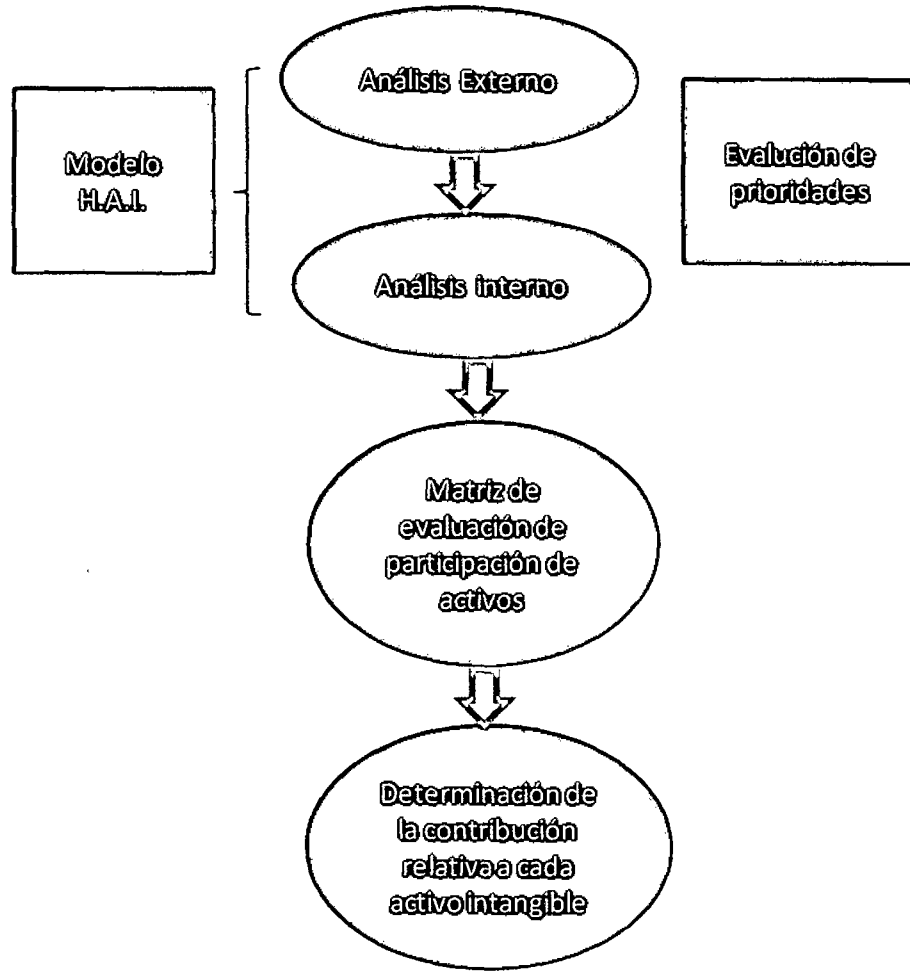 Análisis Externo
Modelo
H.A.I.
Evalución de
prioridades
Análisis interno
Matriz de
evaluación de
participación de
activos
Determinación de
la contribución
relativa a cada
activo intangible